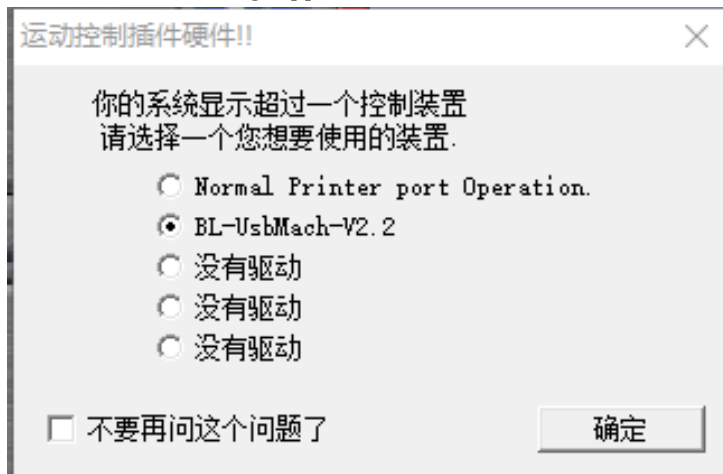 运动控制插件硬件!!
你的系统显示超过一个控制装置
请选择一个您想要使用的装置.
Normal Printer port Operation.
BL-UsbMach-V2.2
没有驱动
没有驱动
没有驱动
不要再问这个问题了
确定